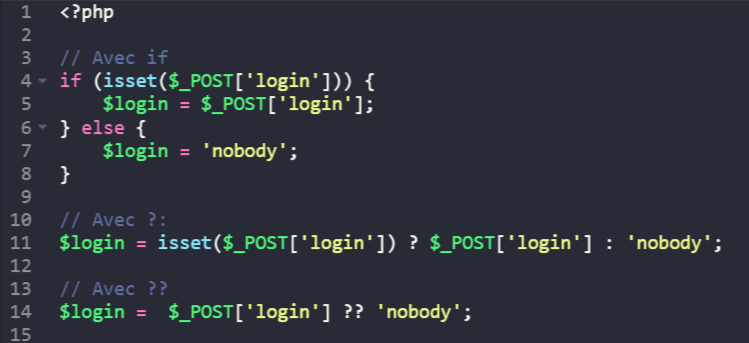 1 <?php
2
3 // Avec if
4 if (isset($_POST['login'])) {
5     $login = $_POST['login'];
6 } else {
7     $login = 'nobody';
8 }
9
10 // Avec ?:
11 $login = isset($_POST['login']) ? $_POST['login'] : 'nobody';
12
13 // Avec ??
14 $login =  $_POST['login'] ?? 'nobody';
15